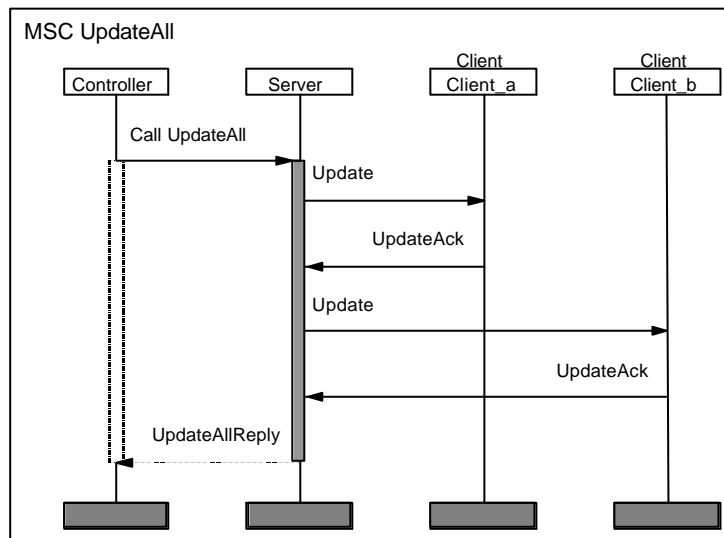 MSC UpdateAll
Client Client
Controller Server Client_a Client_b
Call UpdateAll
Update
UpdateAck
Update
UpdateAck
UpdateAllReply